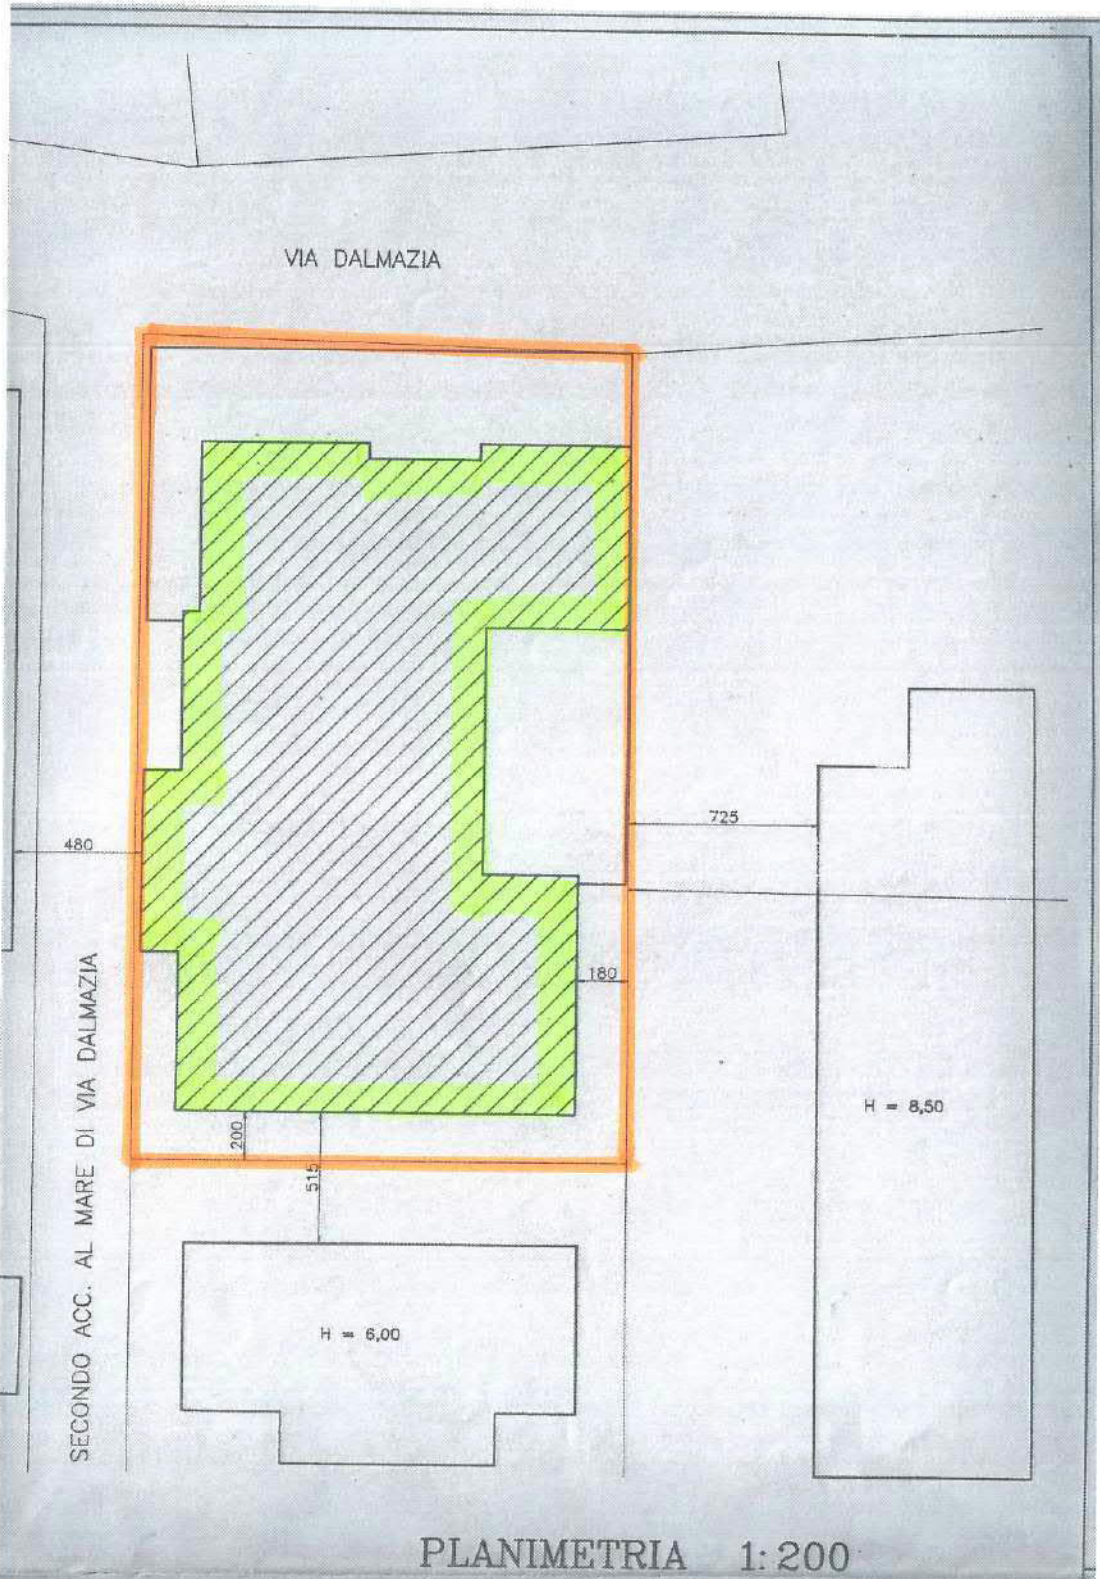 VIA DALMAZIA
480
725
180
SECONDO ACC. AL MARE DI VIA DALMAZIA
H = 8,50
200
515
H = 6,00
PLANIMETRIA 1:200